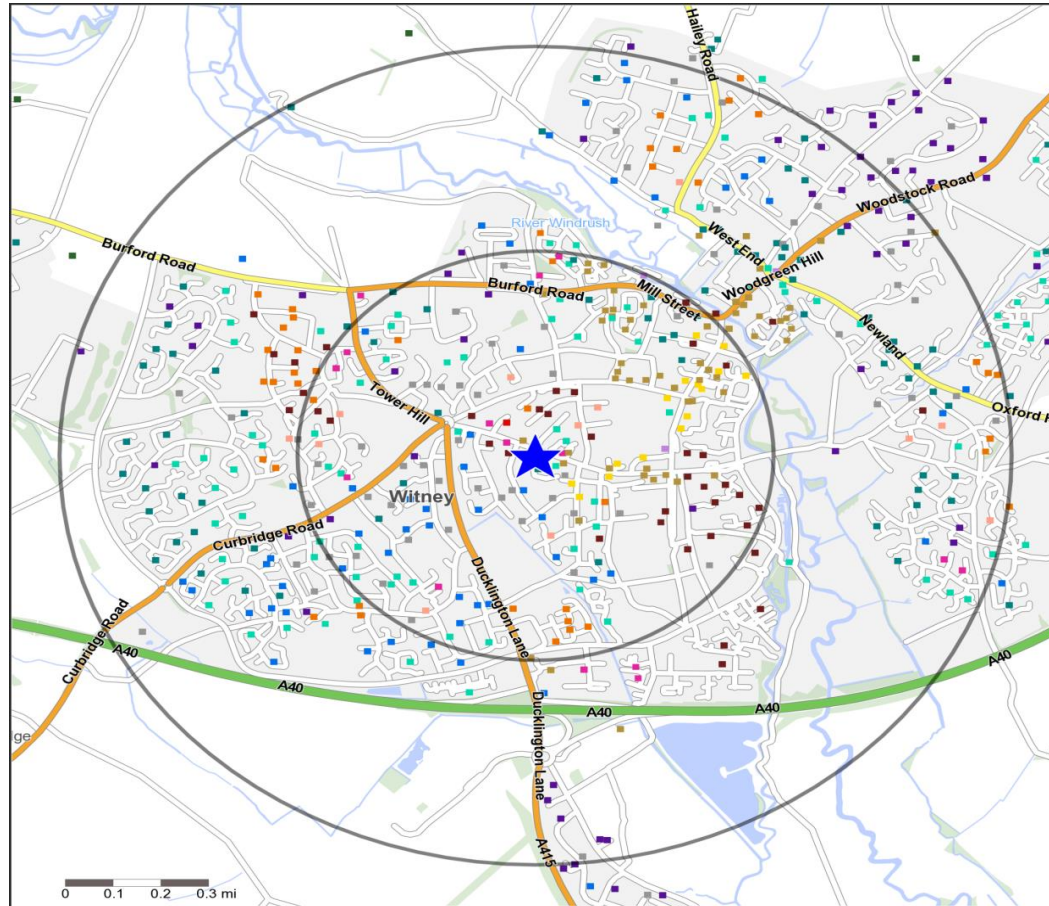 Hailey Road
Woodstock Road
River Windrush
West End
Burford Road
Woodgreen Hill
Burford Road
Mill Street
Newland
Tower Hill
Oxford H
Witney
Curbridge Road
Ducklington Lane
Curbridge Road
A40
A40
A40
A40
A40
Ducklington Lane
dge
A415
0 0.1 0.2 0.3 mi